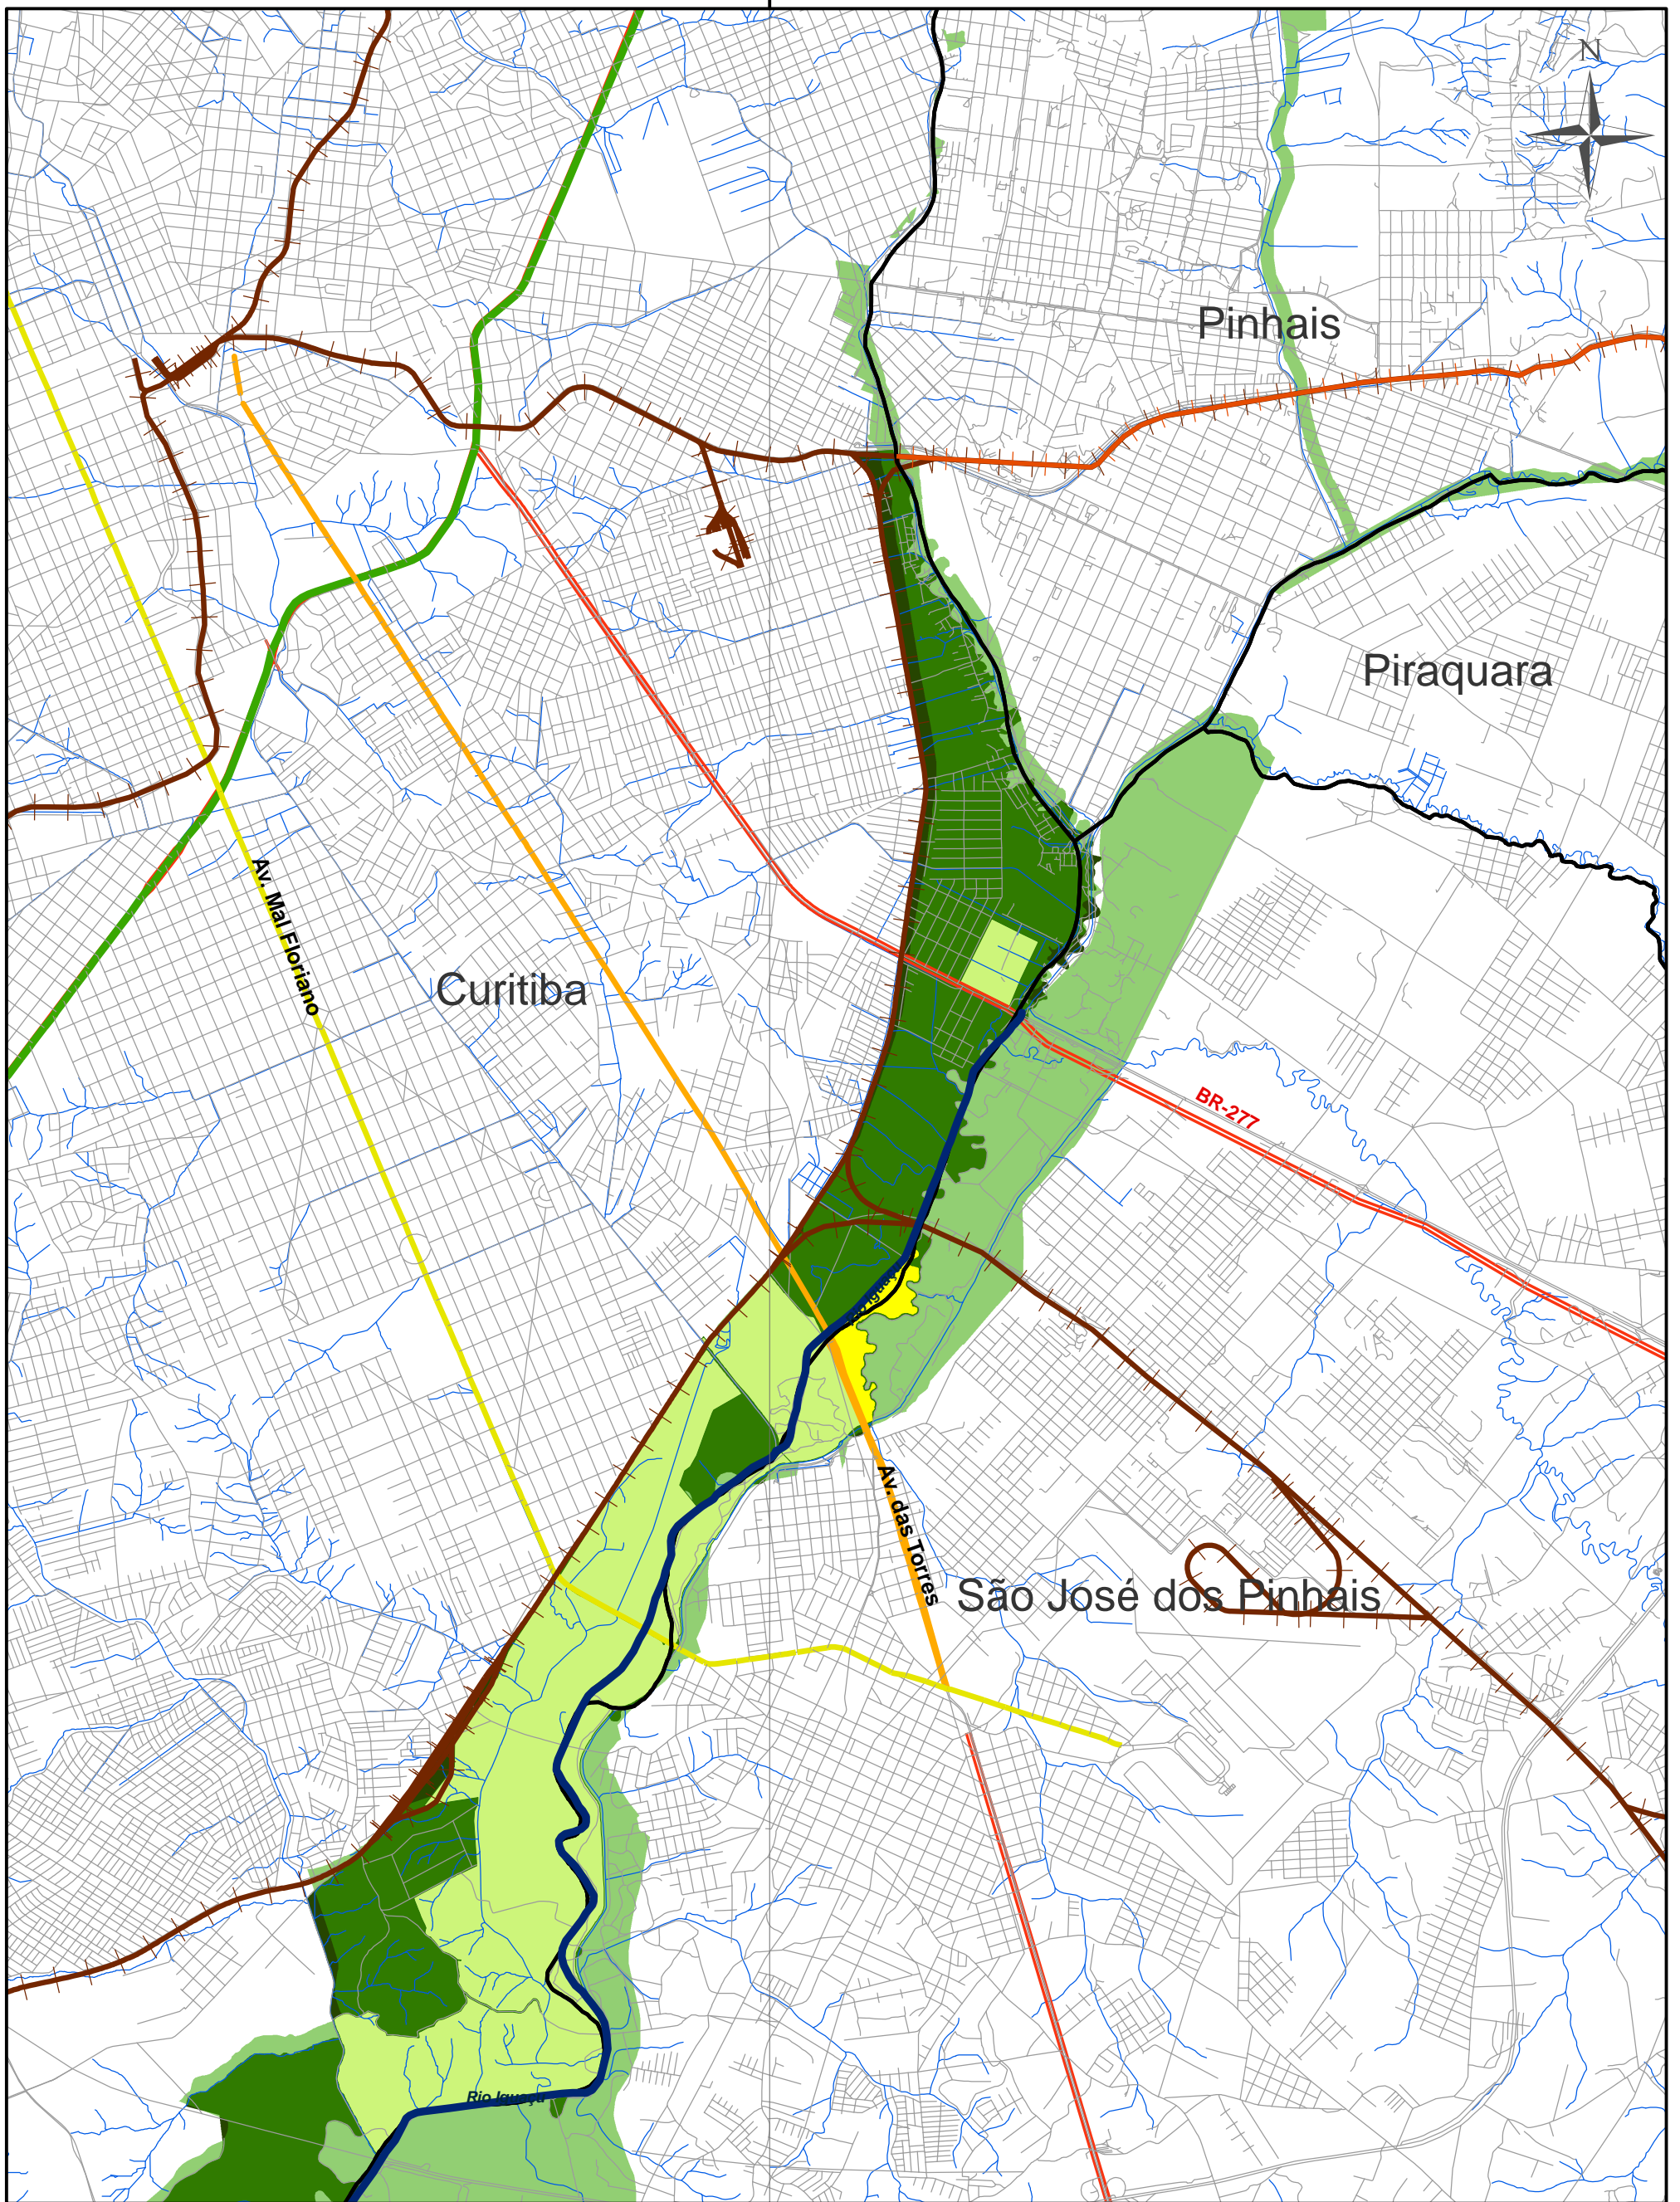 N
Pinhais
Piraquara
Av. Mal Floriano
Curitiba
BR-277
Av. das Torres
São José dos Pinhais
Rio Iguaçu